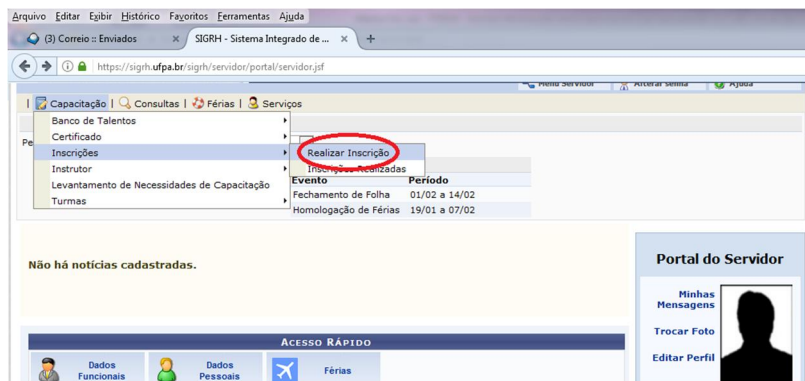 Arquivo Editar Exibir Histórico Favoritos Ferramentas Ajuda
(3) Correio :: Enviados × SIGRH - Sistema Integrado de ... × +
https://sigrh.ufpa.br/sigrh/servidor/portal/servidor.jsf
Menu Servidor Alterar senha Ajuda
| Capacitação | Consultas | Férias | Serviços
Banco de Talentos
Certificado
Pe
Inscrições Realizar Inscrição
Instrutor Inscrições Realizadas
Evento Período
Levantamento de Necessidades de Capacitação
Fechamento de Folha 01/02 a 14/02
Turmas
Homologação de Férias 19/01 a 07/02
Não há notícias cadastradas.
Portal do Servidor
Minhas
Mensagens
Trocar Foto
Editar Perfil
Acesso Rápido
Dados
Funcionais
Dados
Pessoais
Férias